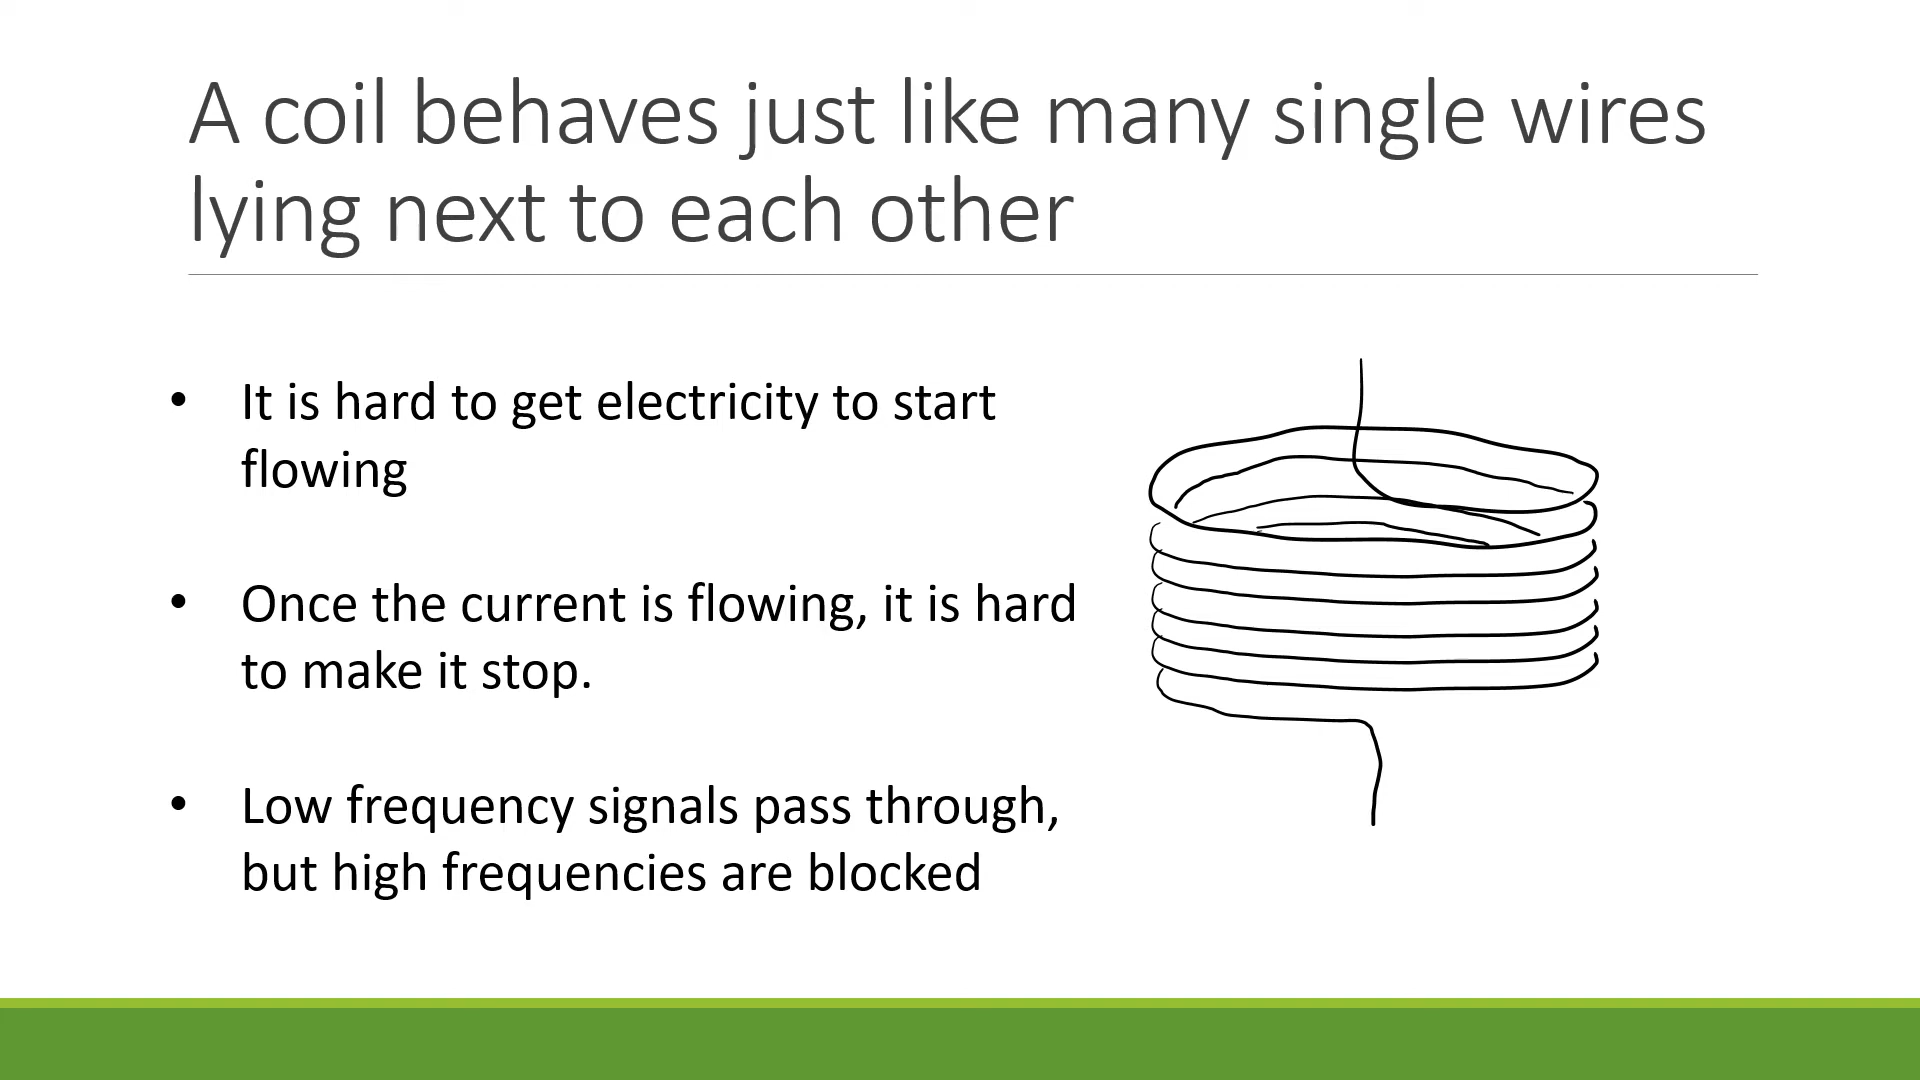 A coil behaves just like many single wires
lying next to each other
• It is hard to get electricity to start
flowing
• Once the current is flowing, it is hard
to make it stop.
• Low frequency signals pass through,
but high frequencies are blocked